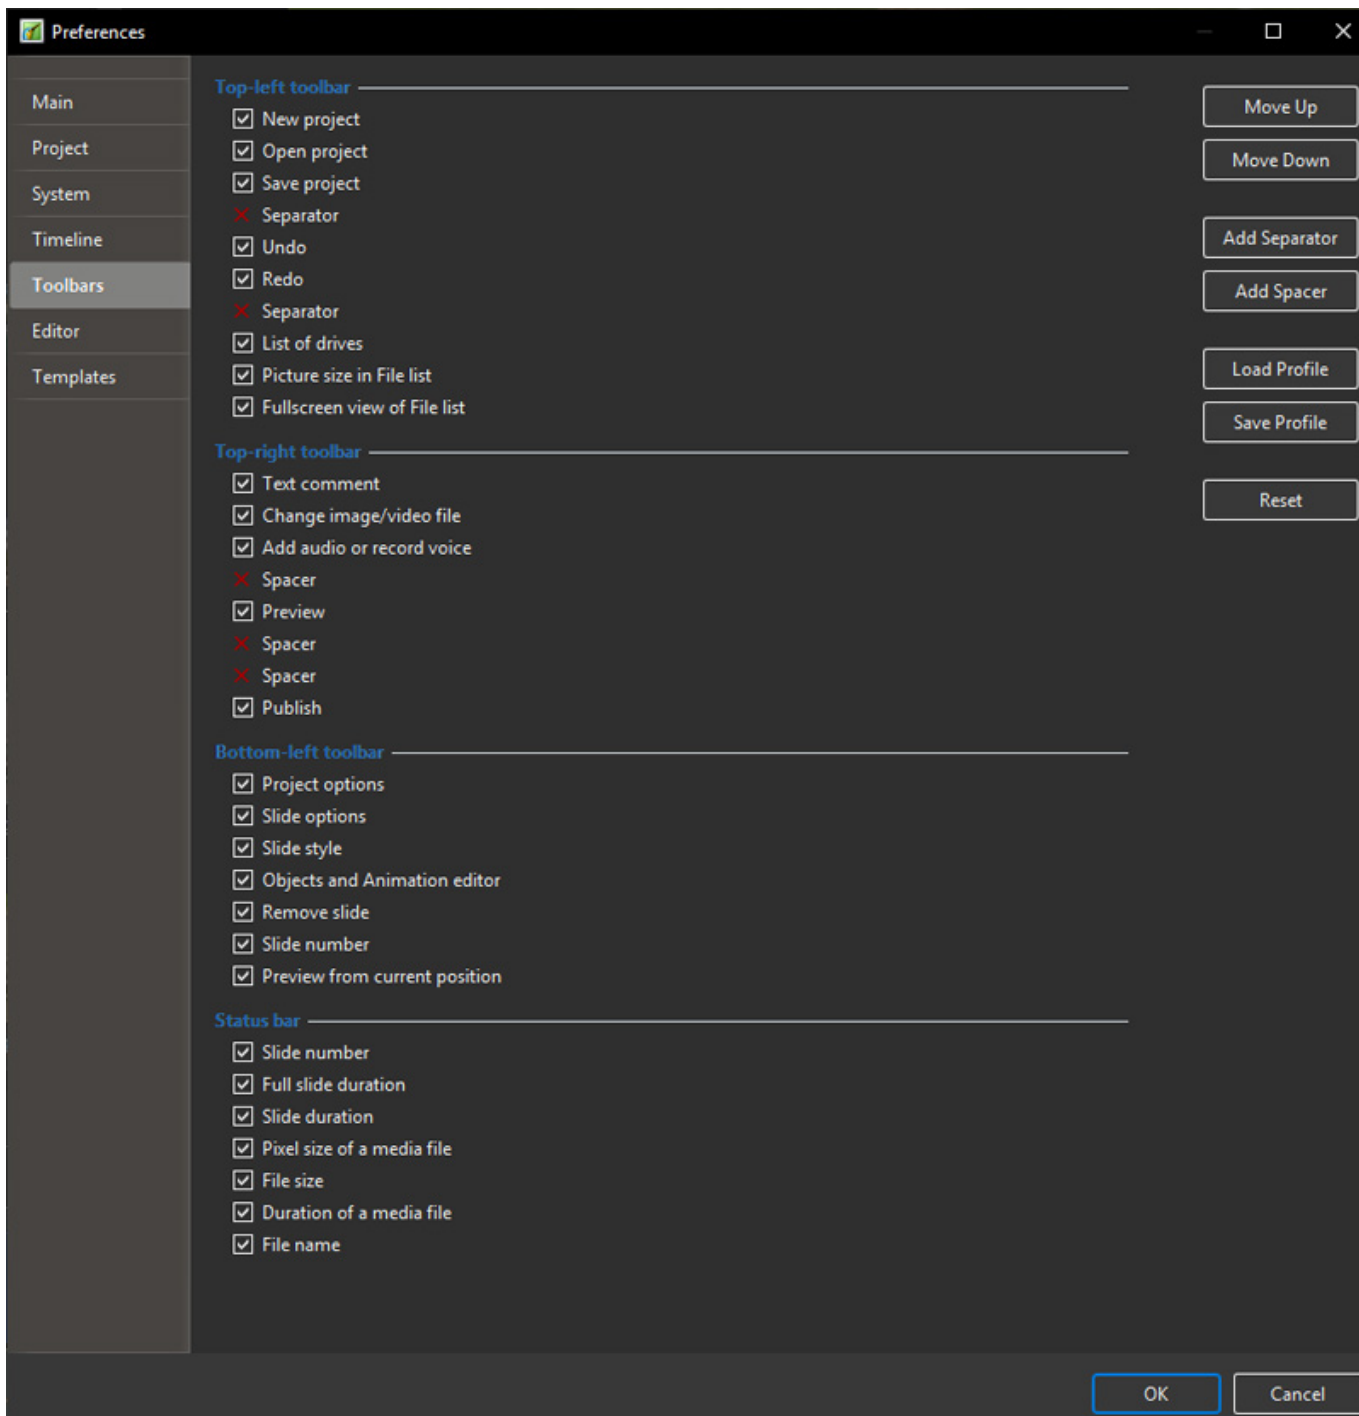 Preferences
Main
Project
System
Timeline
Toolbars
Editor
Templates
Top-left toolbar
New project
Open project
Save project
Separator
Undo
Redo
Separator
List of drives
Picture size in File list
Fullscreen view of File list
Top-right toolbar
Text comment
Change image/video file
Add audio or record voice
Spacer
Preview
Spacer
Spacer
Publish
Bottom-left toolbar
Project options
Slide options
Slide style
Objects and Animation editor
Remove slide
Slide number
Preview from current position
Status bar
Slide number
Full slide duration
Slide duration
Pixel size of a media file
File size
Duration of a media file
File name
Move Up
Move Down
Add Separator
Add Spacer
Load Profile
Save Profile
Reset
OK
Cancel